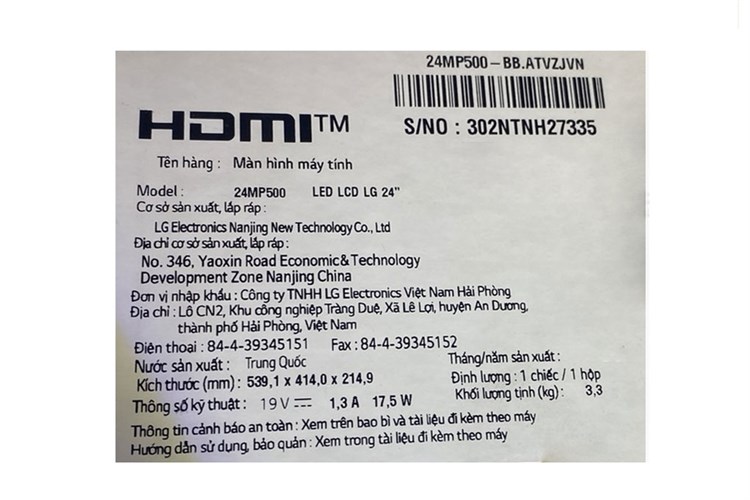 24MP500-BB.ATVZJVN
HDMI™
S/NO : 302NTNH27335
Tên hàng : Màn hình máy tính
Model : 24MP500 LED LCD LG 24"
Cơ sở sản xuất, lắp ráp :
LG Electronics Nanjing New Technology Co., Ltd
Địa chỉ cơ sở sản xuất, lắp ráp :
No. 346, Yaoxin Road Economic & Technology
Development Zone Nanjing China
Đơn vị nhập khẩu : Công ty TNHH LG Electronics Việt Nam Hải Phòng
Địa chỉ : Lô CN2, Khu công nghiệp Tràng Duệ, Xã Lê Lợi, huyện An Dương,
thành phố Hải Phòng, Việt Nam
Điện thoại : 84-4-39345151 Fax : 84-4-39345152
Nước sản xuất : Trung Quốc Tháng/năm sản xuất :
Kích thước (mm) : 539,1 x 414,0 x 214,9 Định lượng : 1 chiếc / 1 hộp
Thông số kỹ thuật : 19V⎓ 1,3 A 17,5 W Khối lượng tịnh (kg) : 3,3
Thông tin cảnh báo an toàn : Xem trên bao bì và tài liệu đi kèm theo máy
Hướng dẫn sử dụng, bảo quản : Xem trong tài liệu đi kèm theo máy